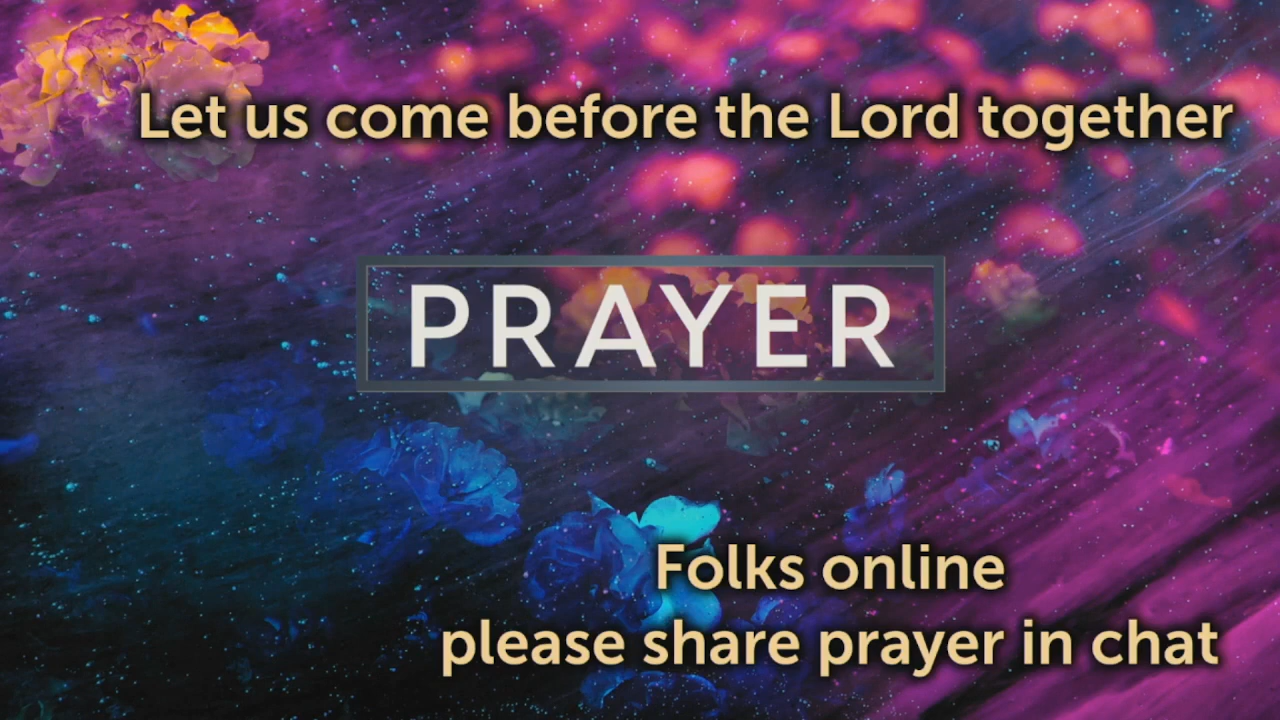 Let us come before the Lord together
PRAYER
Folks online
please share prayer in chat